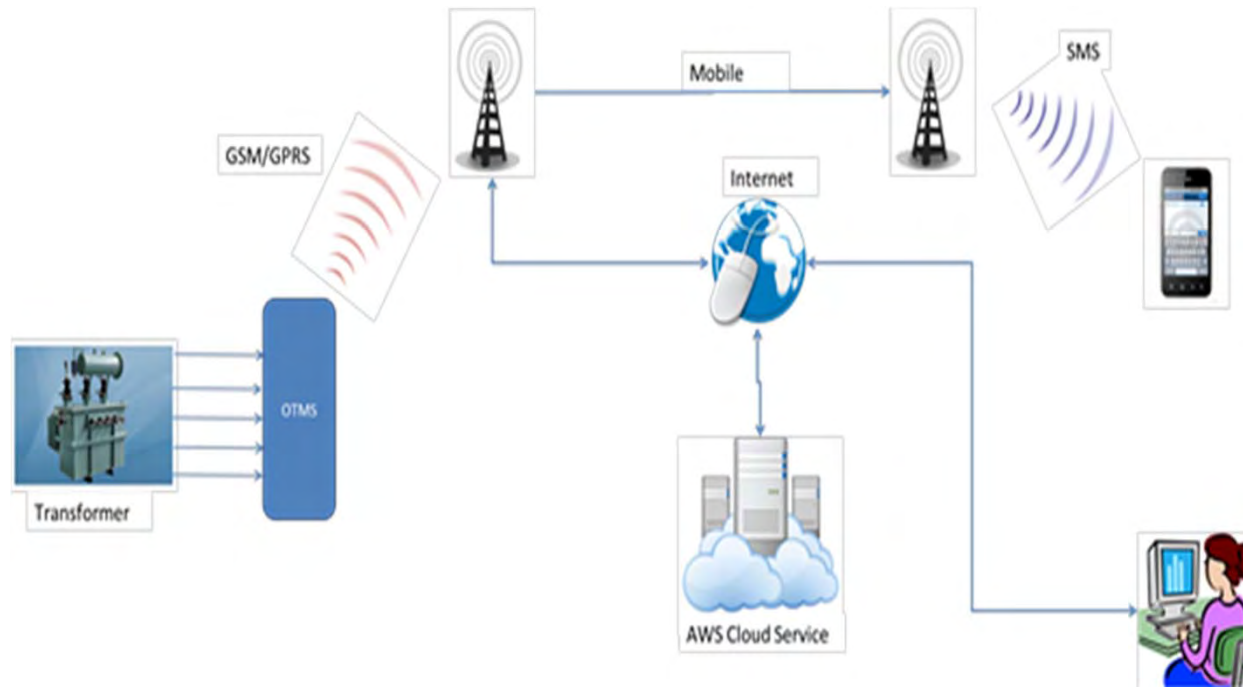 SMS
Mobile
GSM/GPRS
Internet
OTMS
Transformer
AWS Cloud Service